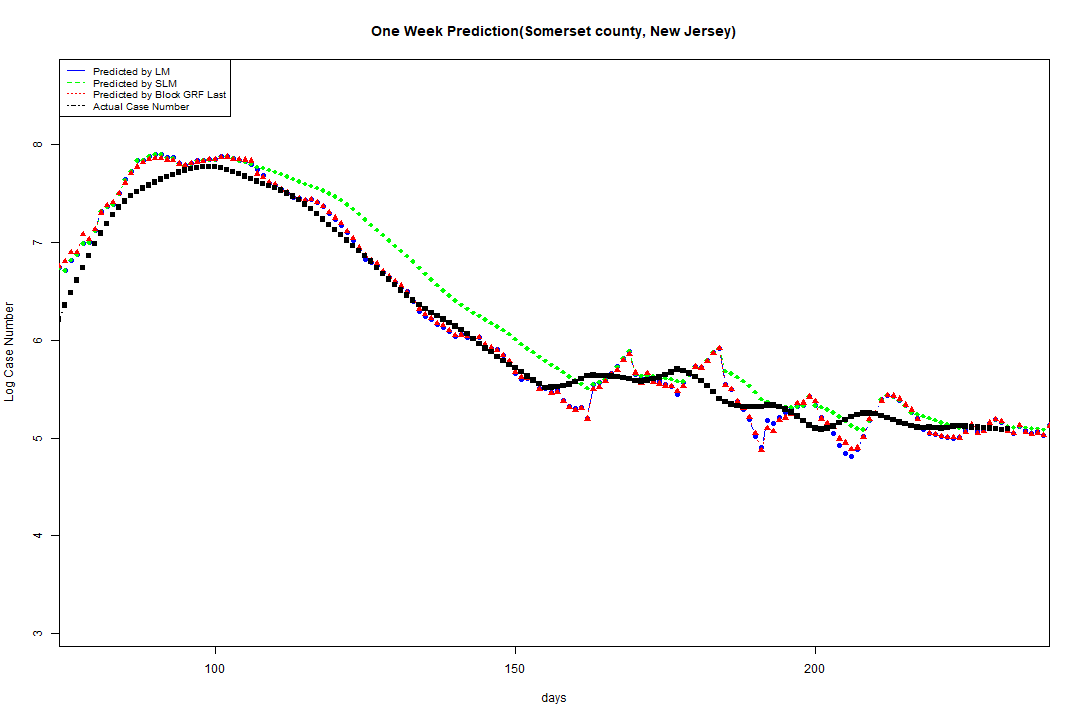 One Week Prediction(Somerset county, New Jersey)
Predicted by LM
Predicted by SLM
Predicted by Block GRF Last
Actual Case Number
Log Case Number
8
7
6
5
4
3
100 150 200
days